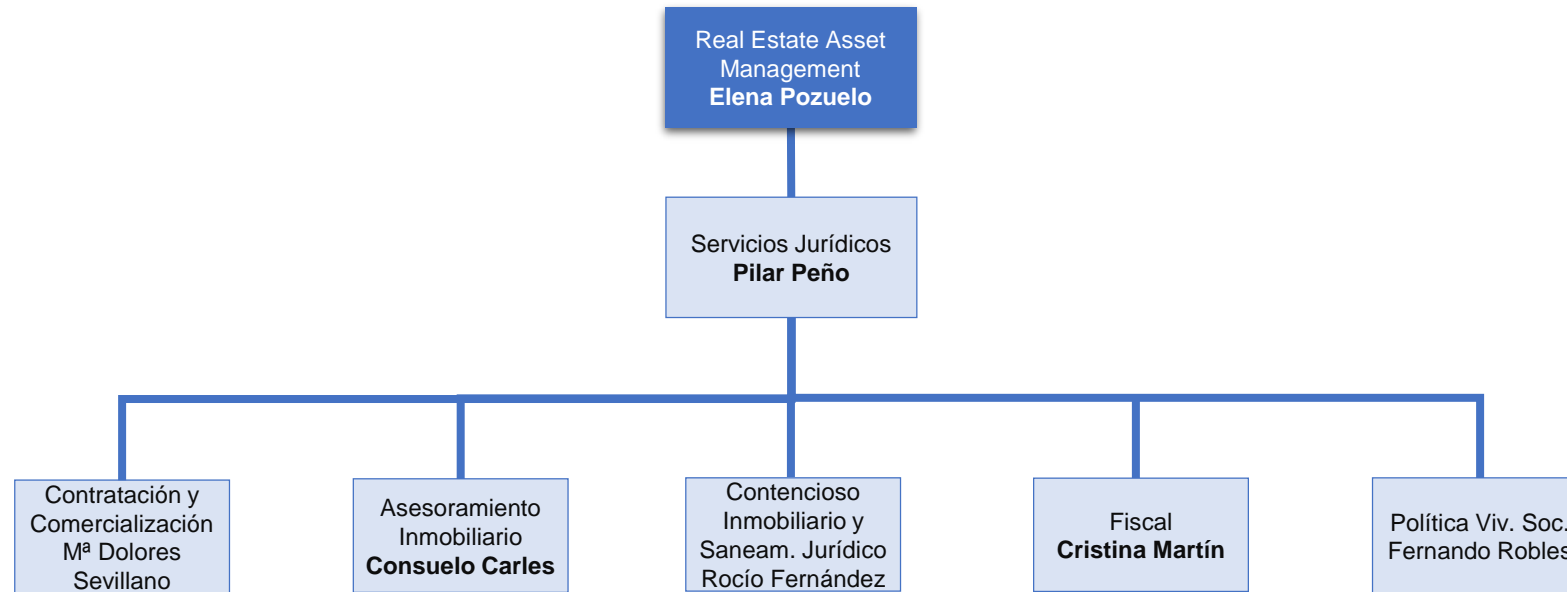 Real Estate Asset
Management
Elena Pozuelo
Servicios Jurídicos
Pilar Peño
Contratación y
Comercialización
Mª Dolores
Sevillano
Asesoramiento
Inmobiliario
Consuelo Carles
Contencioso
Inmobiliario y
Saneam. Jurídico
Rocío Fernández
Fiscal
Cristina Martín
Política Viv. Soc.
Fernando Robles